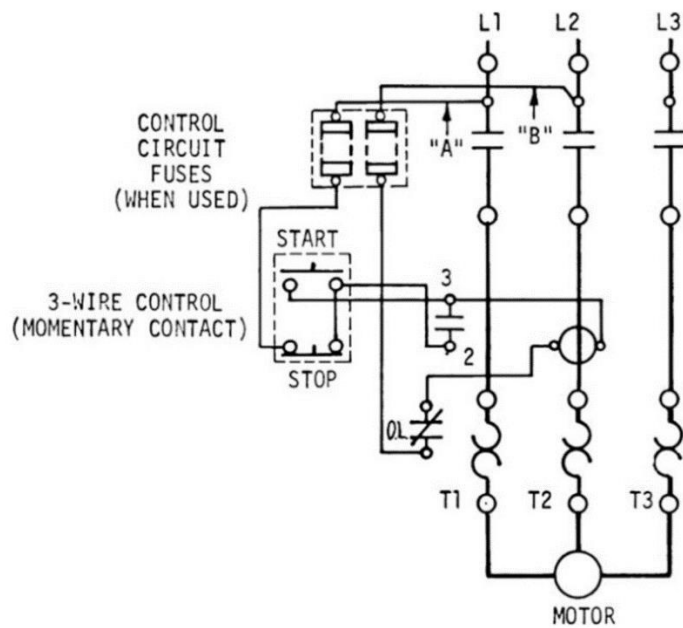 L1 L2 L3
CONTROL
CIRCUIT
FUSES
(WHEN USED)
"A" "B"
START
3-WIRE CONTROL
(MOMENTARY CONTACT)
STOP
3
2
O.L.
T1 T2 T3
MOTOR